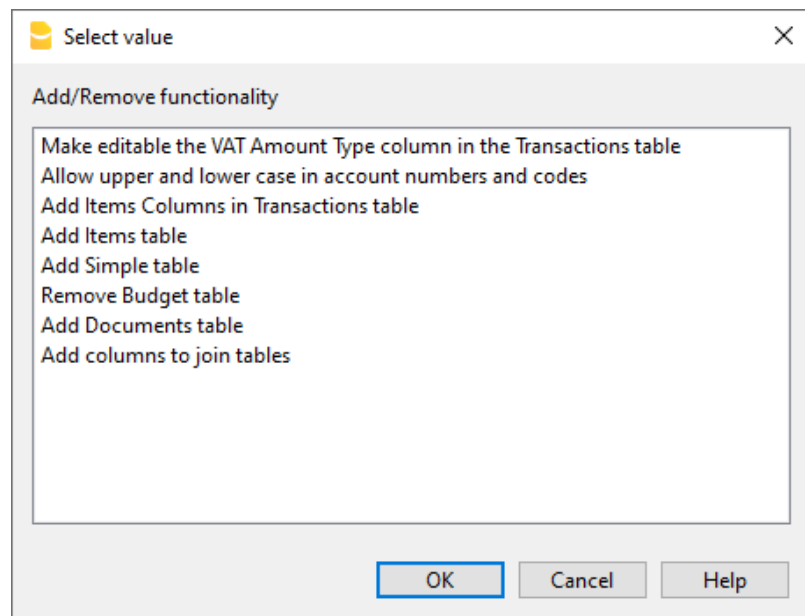 Select value
Add/Remove functionality
Make editable the VAT Amount Type column in the Transactions table
Allow upper and lower case in account numbers and codes
Add Items Columns in Transactions table
Add Items table
Add Simple table
Remove Budget table
Add Documents table
Add columns to join tables
OK Cancel Help